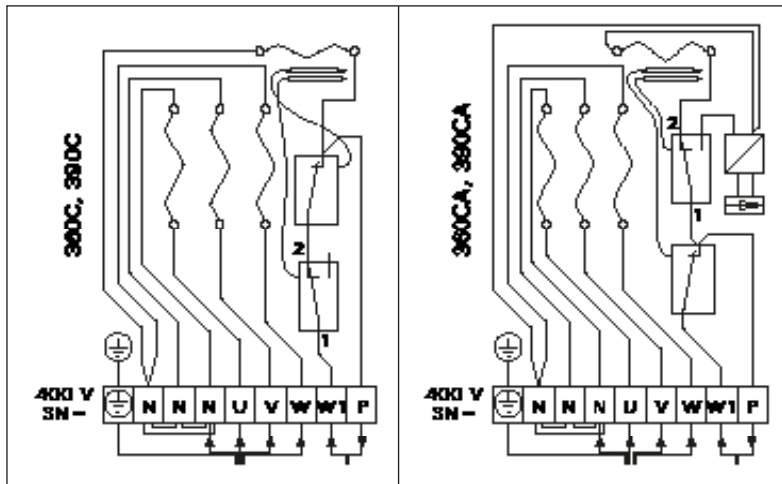 360C, 390C
2
1
400 V
3N~
N N N U V W W1 P
360CA, 390CA
2
1
400 V
3N~
N N N U V W W1 P